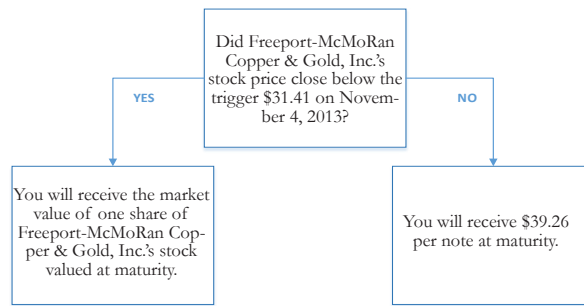 Did Freeport-McMoRan
Copper & Gold, Inc.'s
stock price close below the
trigger $31.41 on Novem-
ber 4, 2013?
YES
NO
You will receive the market
value of one share of
Freeport-McMoRan Cop-
per & Gold, Inc.'s stock
valued at maturity.
You will receive $39.26
per note at maturity.